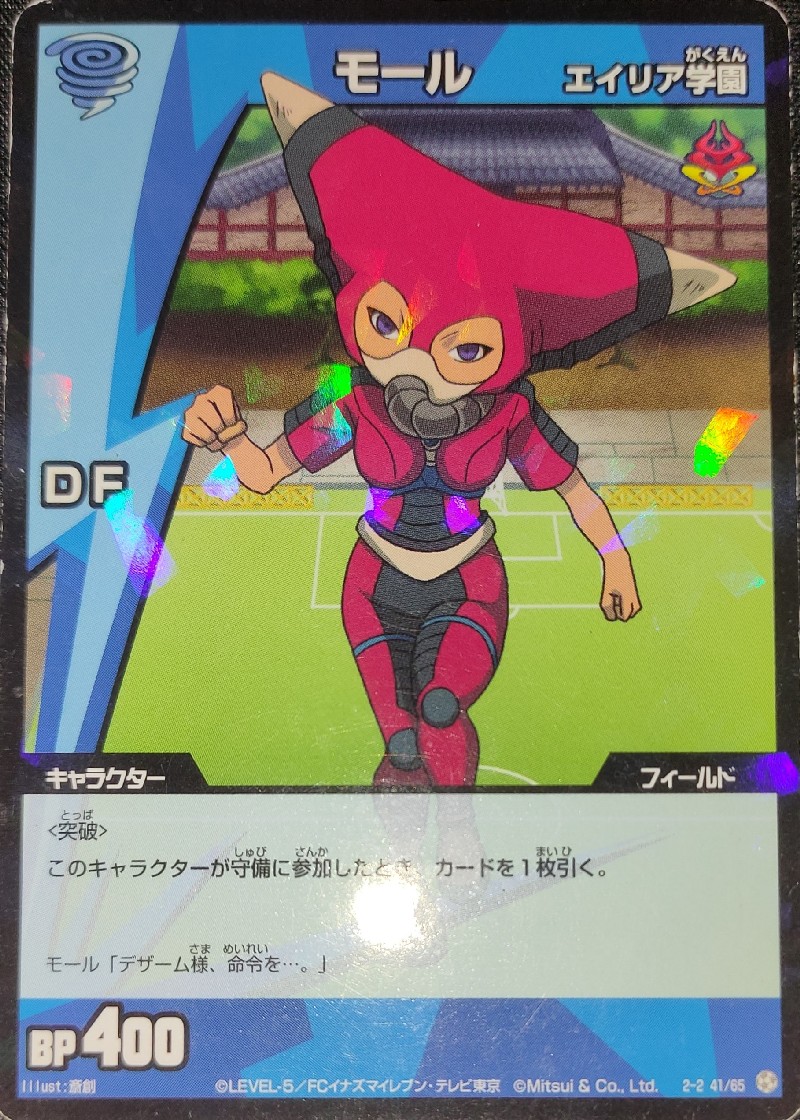 モール
エイリア学園
がくえん
DF
キャラクター
フィールド
<突破>
とっぱ
このキャラクターが守備に参加したとき、カードを1枚引く。
しゅび さんか まいひ
モール「デザーム様、命令を…。」
さま めいれい
BP400
Illust:斎創
©LEVEL-5/FCイナズマイレブン・テレビ東京 ©Mitsui & Co., Ltd. 2-2 41/65